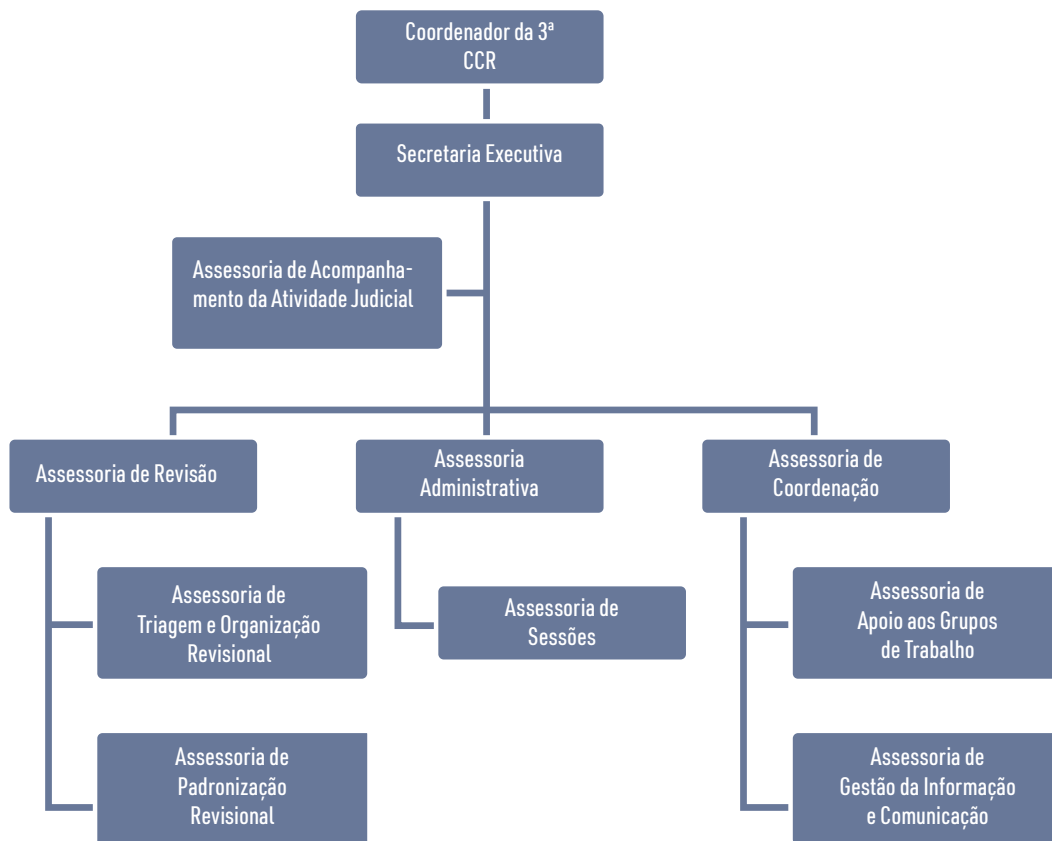 Coordenador da 3ª
CCR
Secretaria Executiva
Assessoria de Acompanha-
mento da Atividade Judicial
Assessoria de Revisão
Assessoria
Administrativa
Assessoria de
Coordenação
Assessoria de
Triagem e Organização
Revisional
Assessoria de
Sessões
Assessoria de
Apoio aos Grupos
de Trabalho
Assessoria de
Padronização
Revisional
Assessoria de
Gestão da Informação
e Comunicação